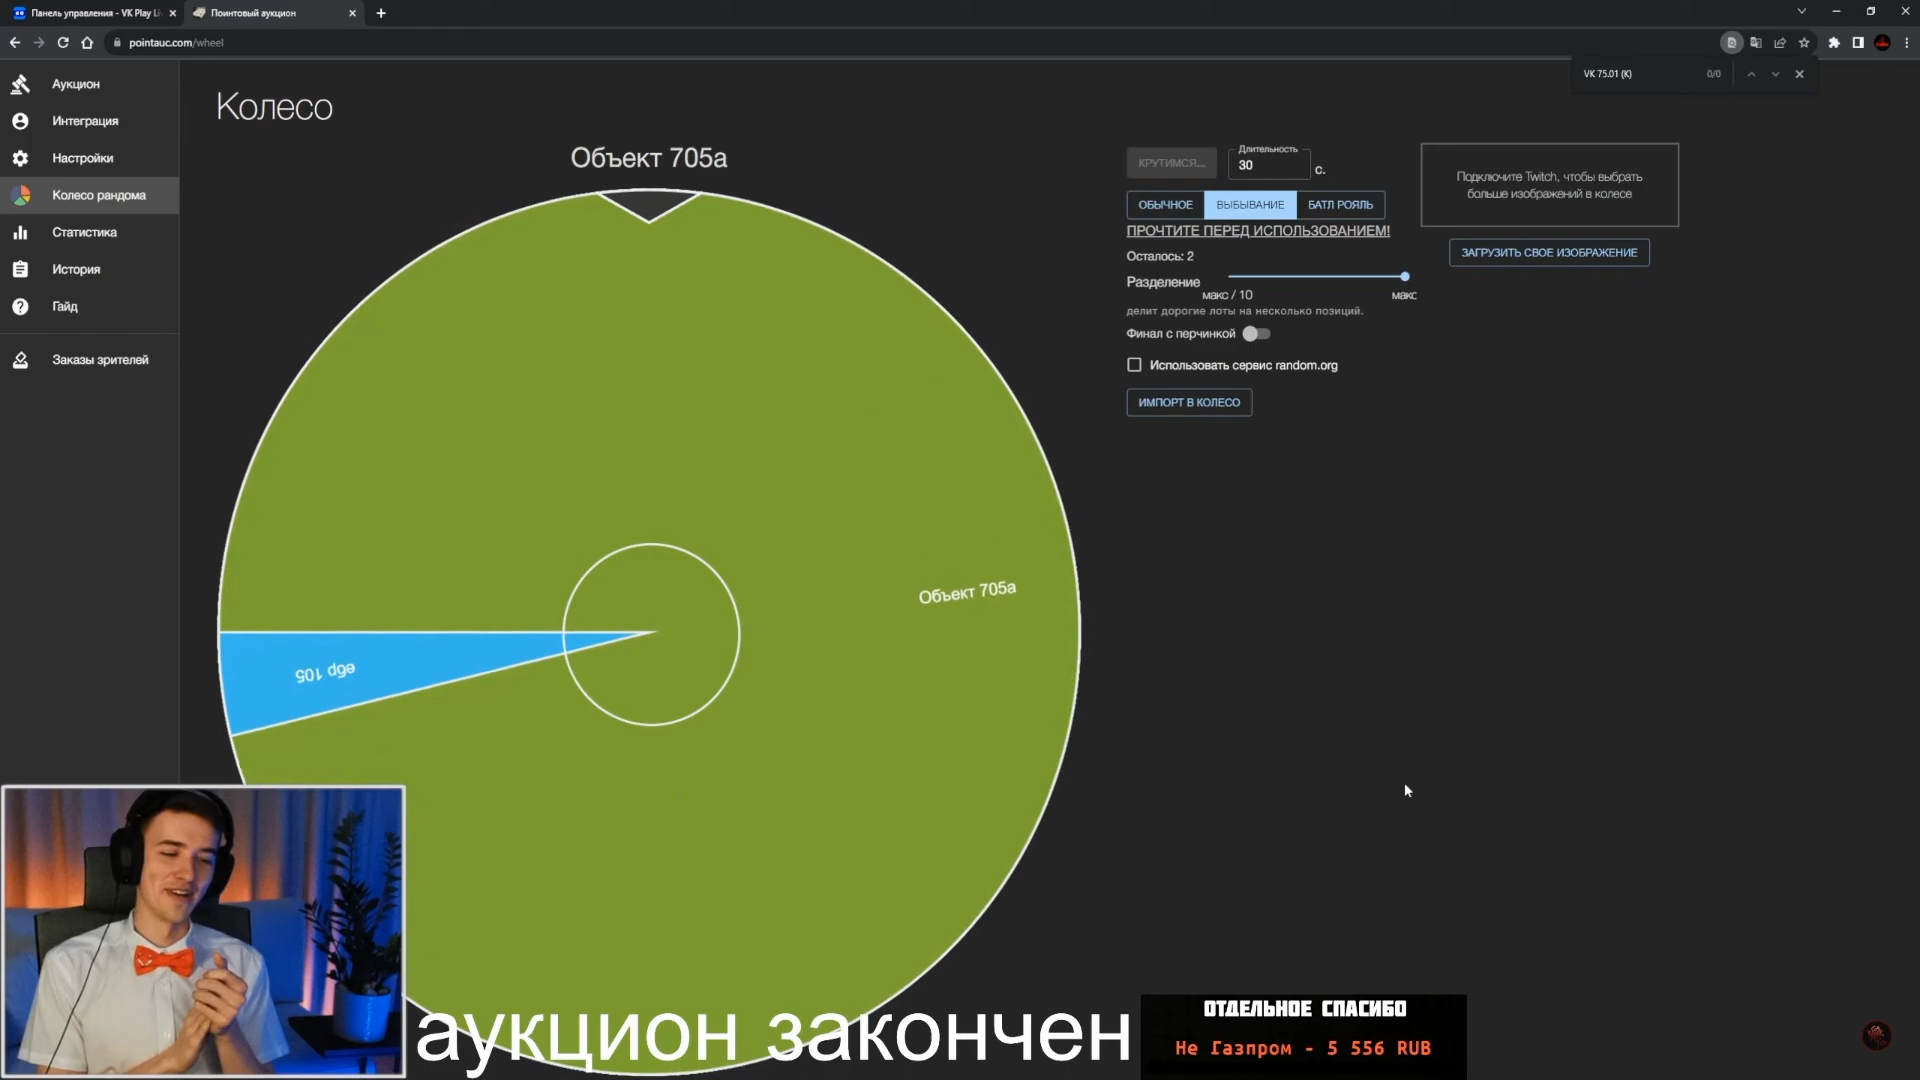 Панель управления - VK Play Li
Поинтовый аукцион
pointauc.com/wheel
VK 75.01 (K)
0/0
Аукцион
Интеграция
Настройки
Колесо рандома
Статистика
История
Гайд
Заказы зрителей
Колесо
Объект 705а
Объект 705а
ебр 105
КРУТИМСЯ...
Длительность
30
с.
ОБЫЧНОЕ
ВЫБЫВАНИЕ
БАТЛ РОЯЛЬ
ПРОЧТИТЕ ПЕРЕД ИСПОЛЬЗОВАНИЕМ!
Осталось: 2
Разделение
макс / 10
макс
делит дорогие лоты на несколько позиций.
Финал с перчинкой
Использовать сервис random.org
ИМПОРТ В КОЛЕСО
Подключите Twitch, чтобы выбрать
больше изображений в колесе
ЗАГРУЗИТЬ СВОЕ ИЗОБРАЖЕНИЕ
аукцион закончен
ОТДЕЛЬНОЕ СПАСИБО
Не Газпром - 5 556 RUB